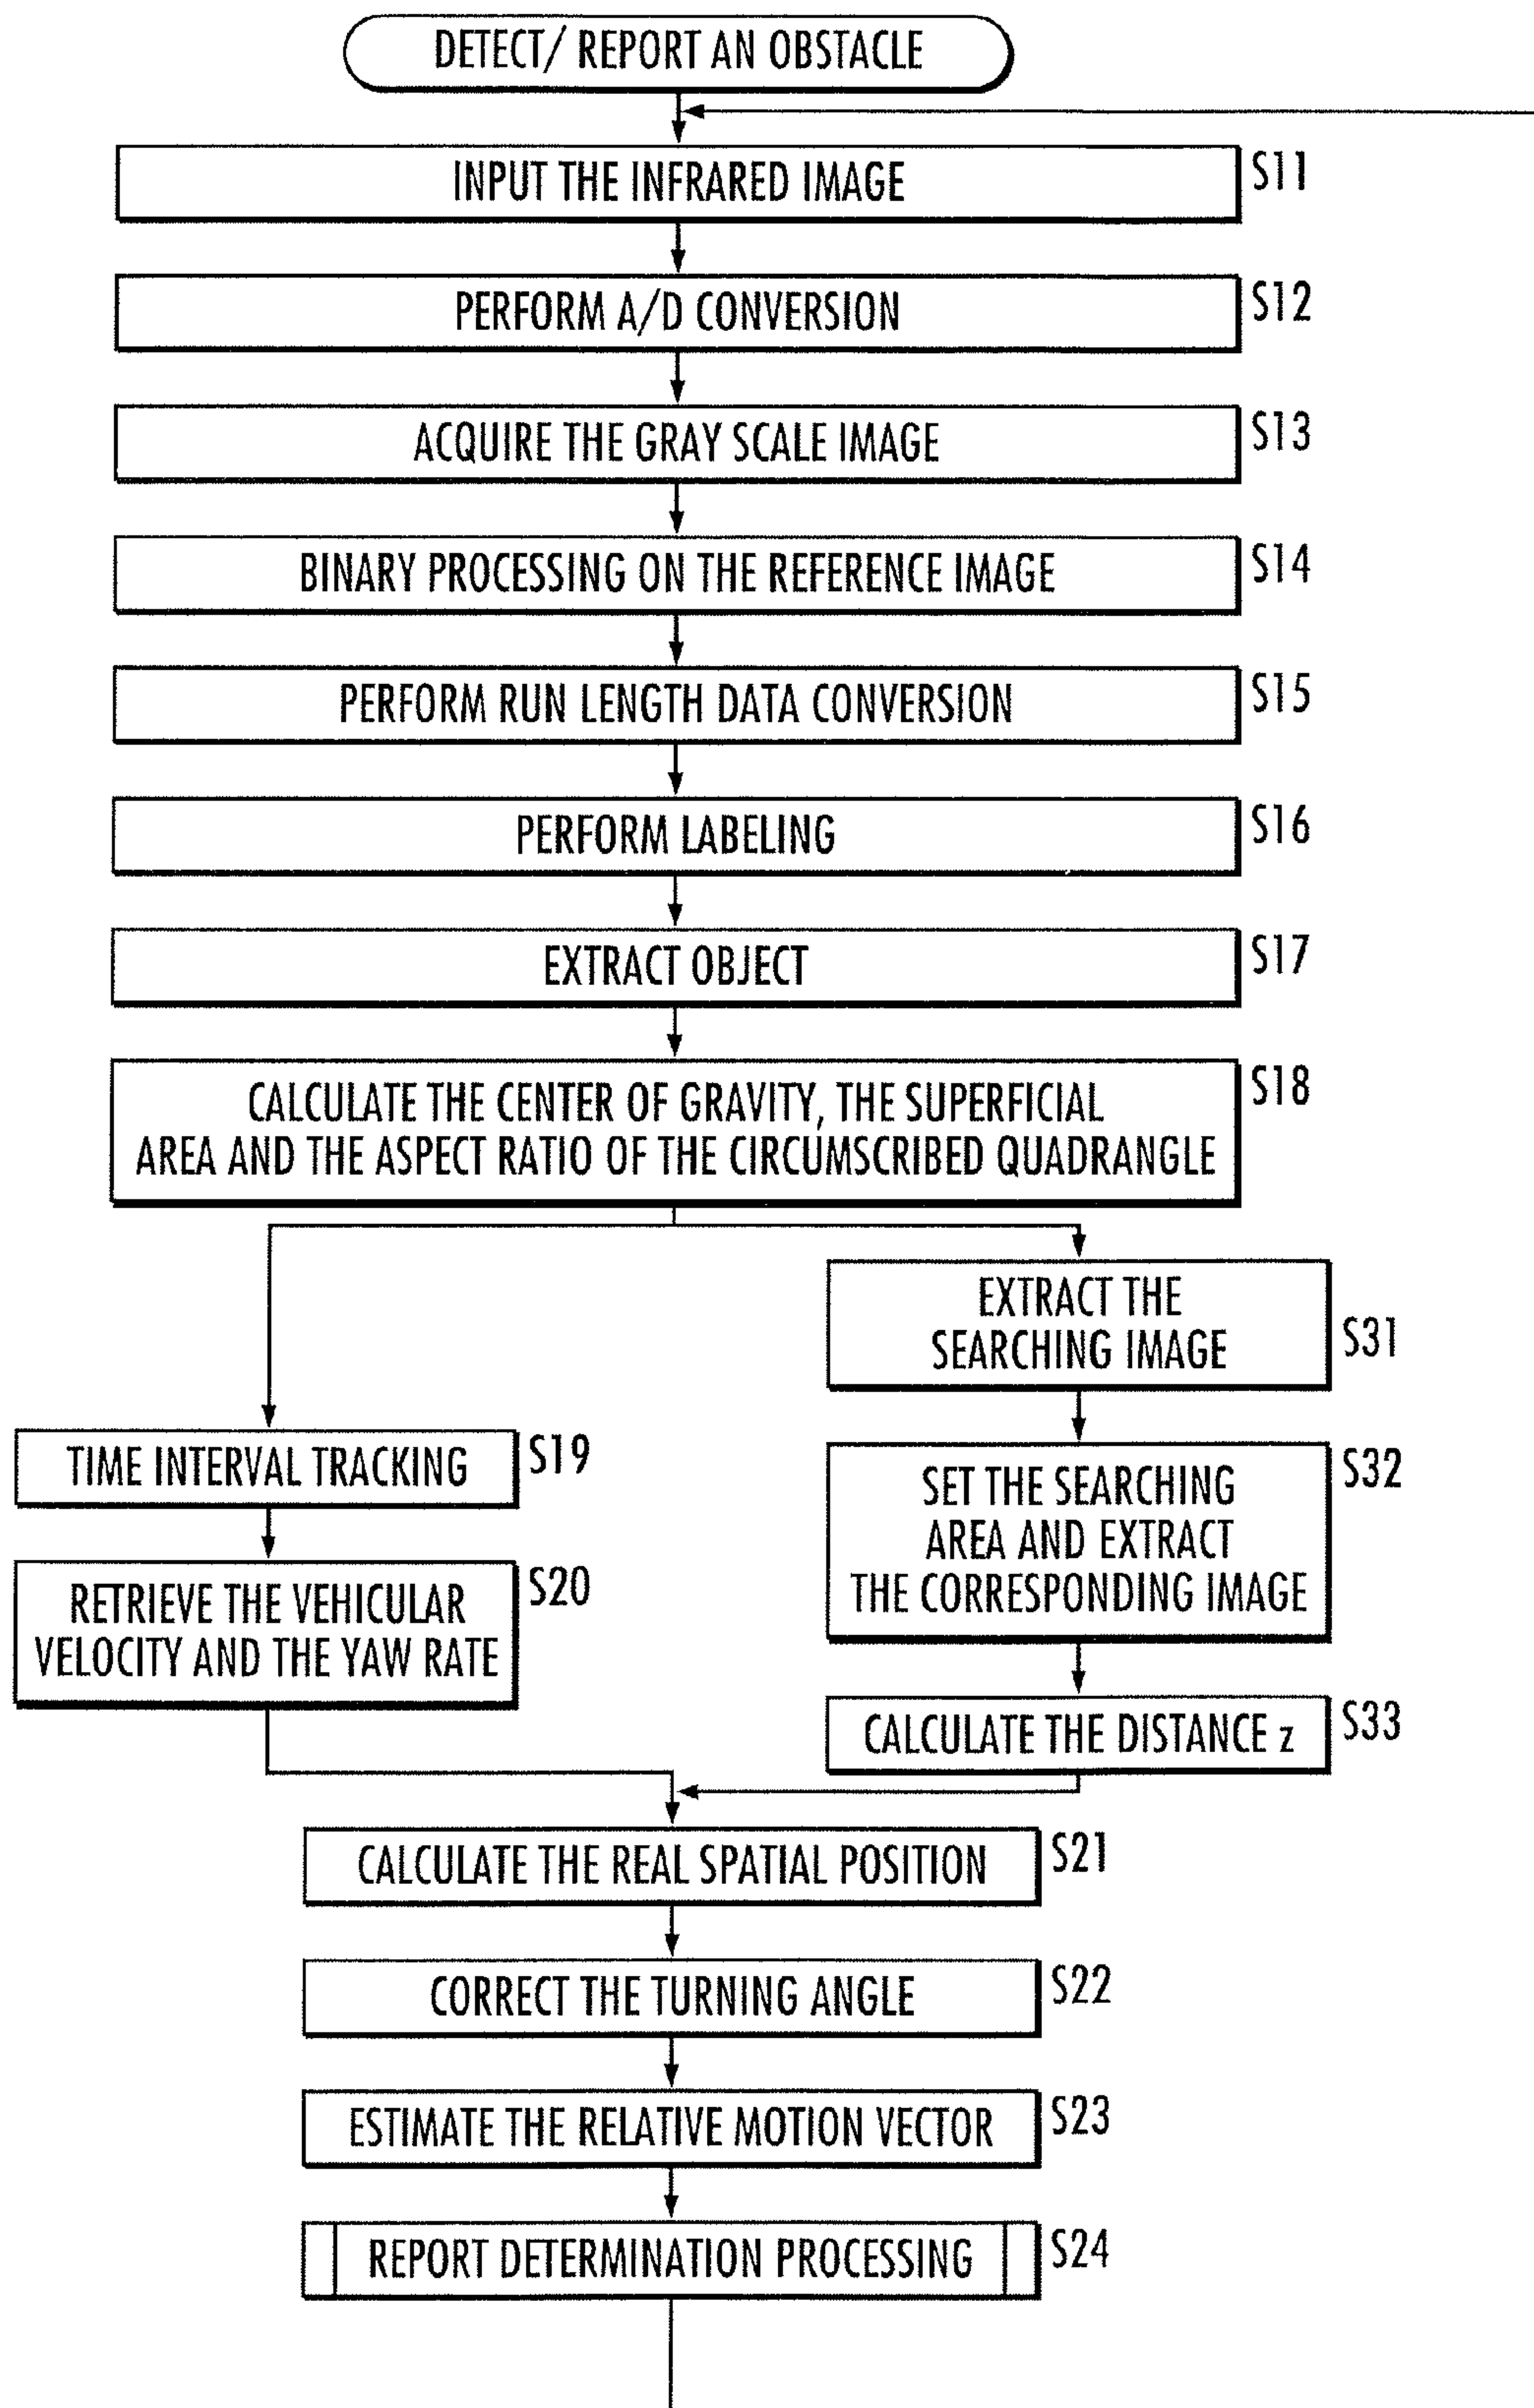 DETECT/ REPORT AN OBSTACLE
INPUT THE INFRARED IMAGE
S11
PERFORM A/D CONVERSION
S12
ACQUIRE THE GRAY SCALE IMAGE
S13
BINARY PROCESSING ON THE REFERENCE IMAGE
S14
PERFORM RUN LENGTH DATA CONVERSION
S15
PERFORM LABELING
S16
EXTRACT OBJECT
S17
CALCULATE THE CENTER OF GRAVITY, THE SUPERFICIAL
AREA AND THE ASPECT RATIO OF THE CIRCUMSCRIBED QUADRANGLE
S18
TIME INTERVAL TRACKING
S19
RETRIEVE THE VEHICULAR
VELOCITY AND THE YAW RATE
S20
EXTRACT THE
SEARCHING IMAGE
S31
SET THE SEARCHING
AREA AND EXTRACT
THE CORRESPONDING IMAGE
S32
CALCULATE THE DISTANCE z
S33
CALCULATE THE REAL SPATIAL POSITION
S21
CORRECT THE TURNING ANGLE
S22
ESTIMATE THE RELATIVE MOTION VECTOR
S23
REPORT DETERMINATION PROCESSING
S24